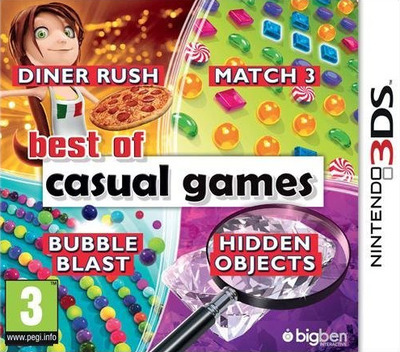 DINER RUSH
MATCH 3
best of
casual games
BUBBLE
BLAST
HIDDEN
OBJECTS
3
www.pegi.info
bigben
INTERACTIVE
NINTENDO 3DS